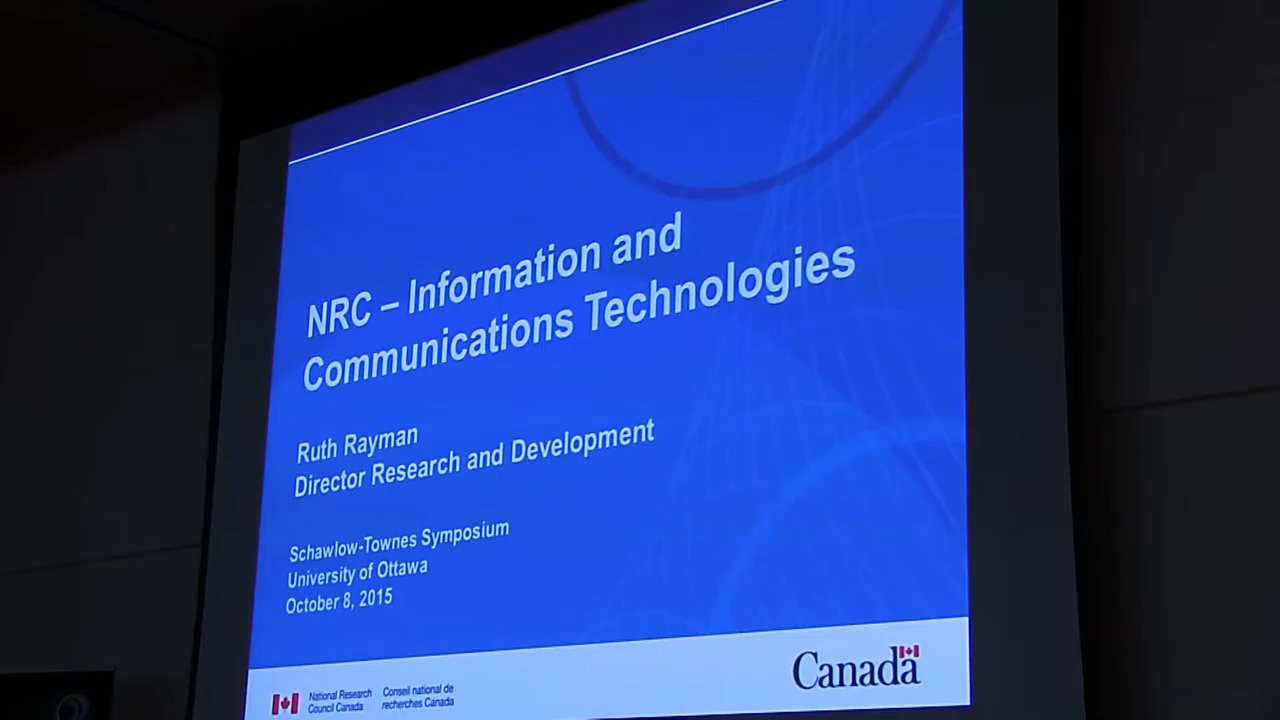 NRC – Information and
Communications Technologies
Ruth Rayman
Director Research and Development
Schawlow-Townes Symposium
University of Ottawa
October 8, 2015
National Research
Council Canada
Conseil national de
recherches Canada
Canada